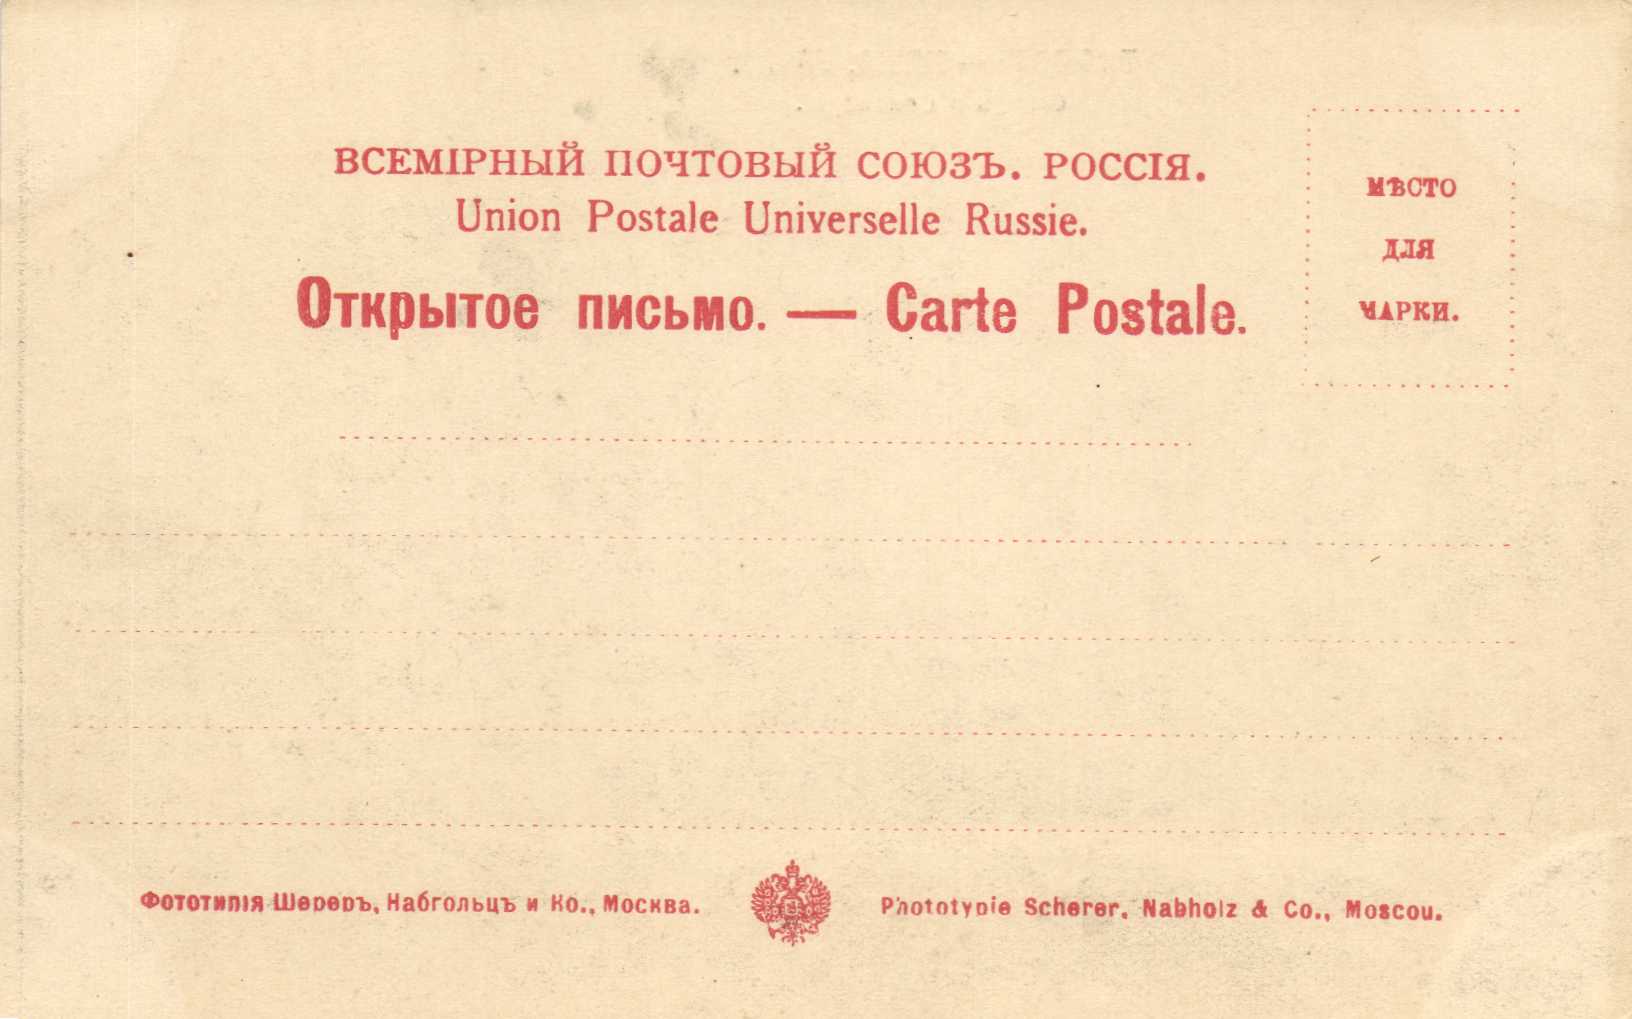 ВСЕМІРНЫЙ ПОЧТОВЫЙ СОЮЗЪ. РОССІЯ.
Union Postale Universelle Russie.
Открытое письмо. — Carte Postale.
МѢСТО
ДЛЯ
МАРКИ.
Фототипія Шереръ, Набгольцъ и Ко., Москва.
Phototypie Scherer, Nabholz & Co., Moscou.